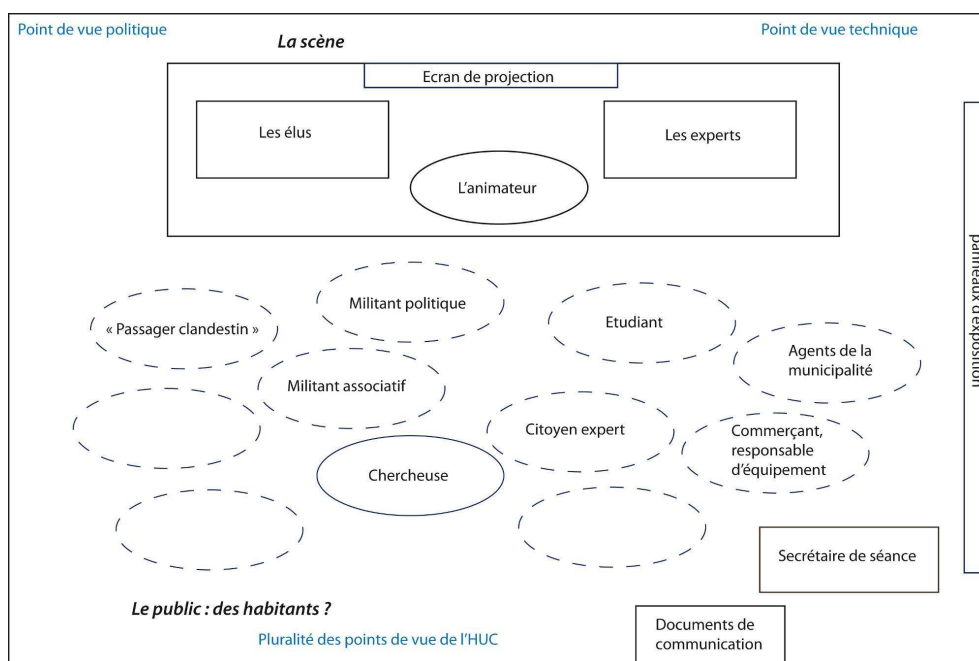 Point de vue politique
La scène
Point de vue technique
Ecran de projection
Les élus
Les experts
L’animateur
panneaux d’exposition
Militant politique
« Passager clandestin »
Etudiant
Agents de la
municipalité
Militant associatif
Citoyen expert
Commerçant,
responsable
d’équipement
Chercheuse
Secrétaire de séance
Le public : des habitants ?
Documents de
communication
Pluralité des points de vue de l’HUC